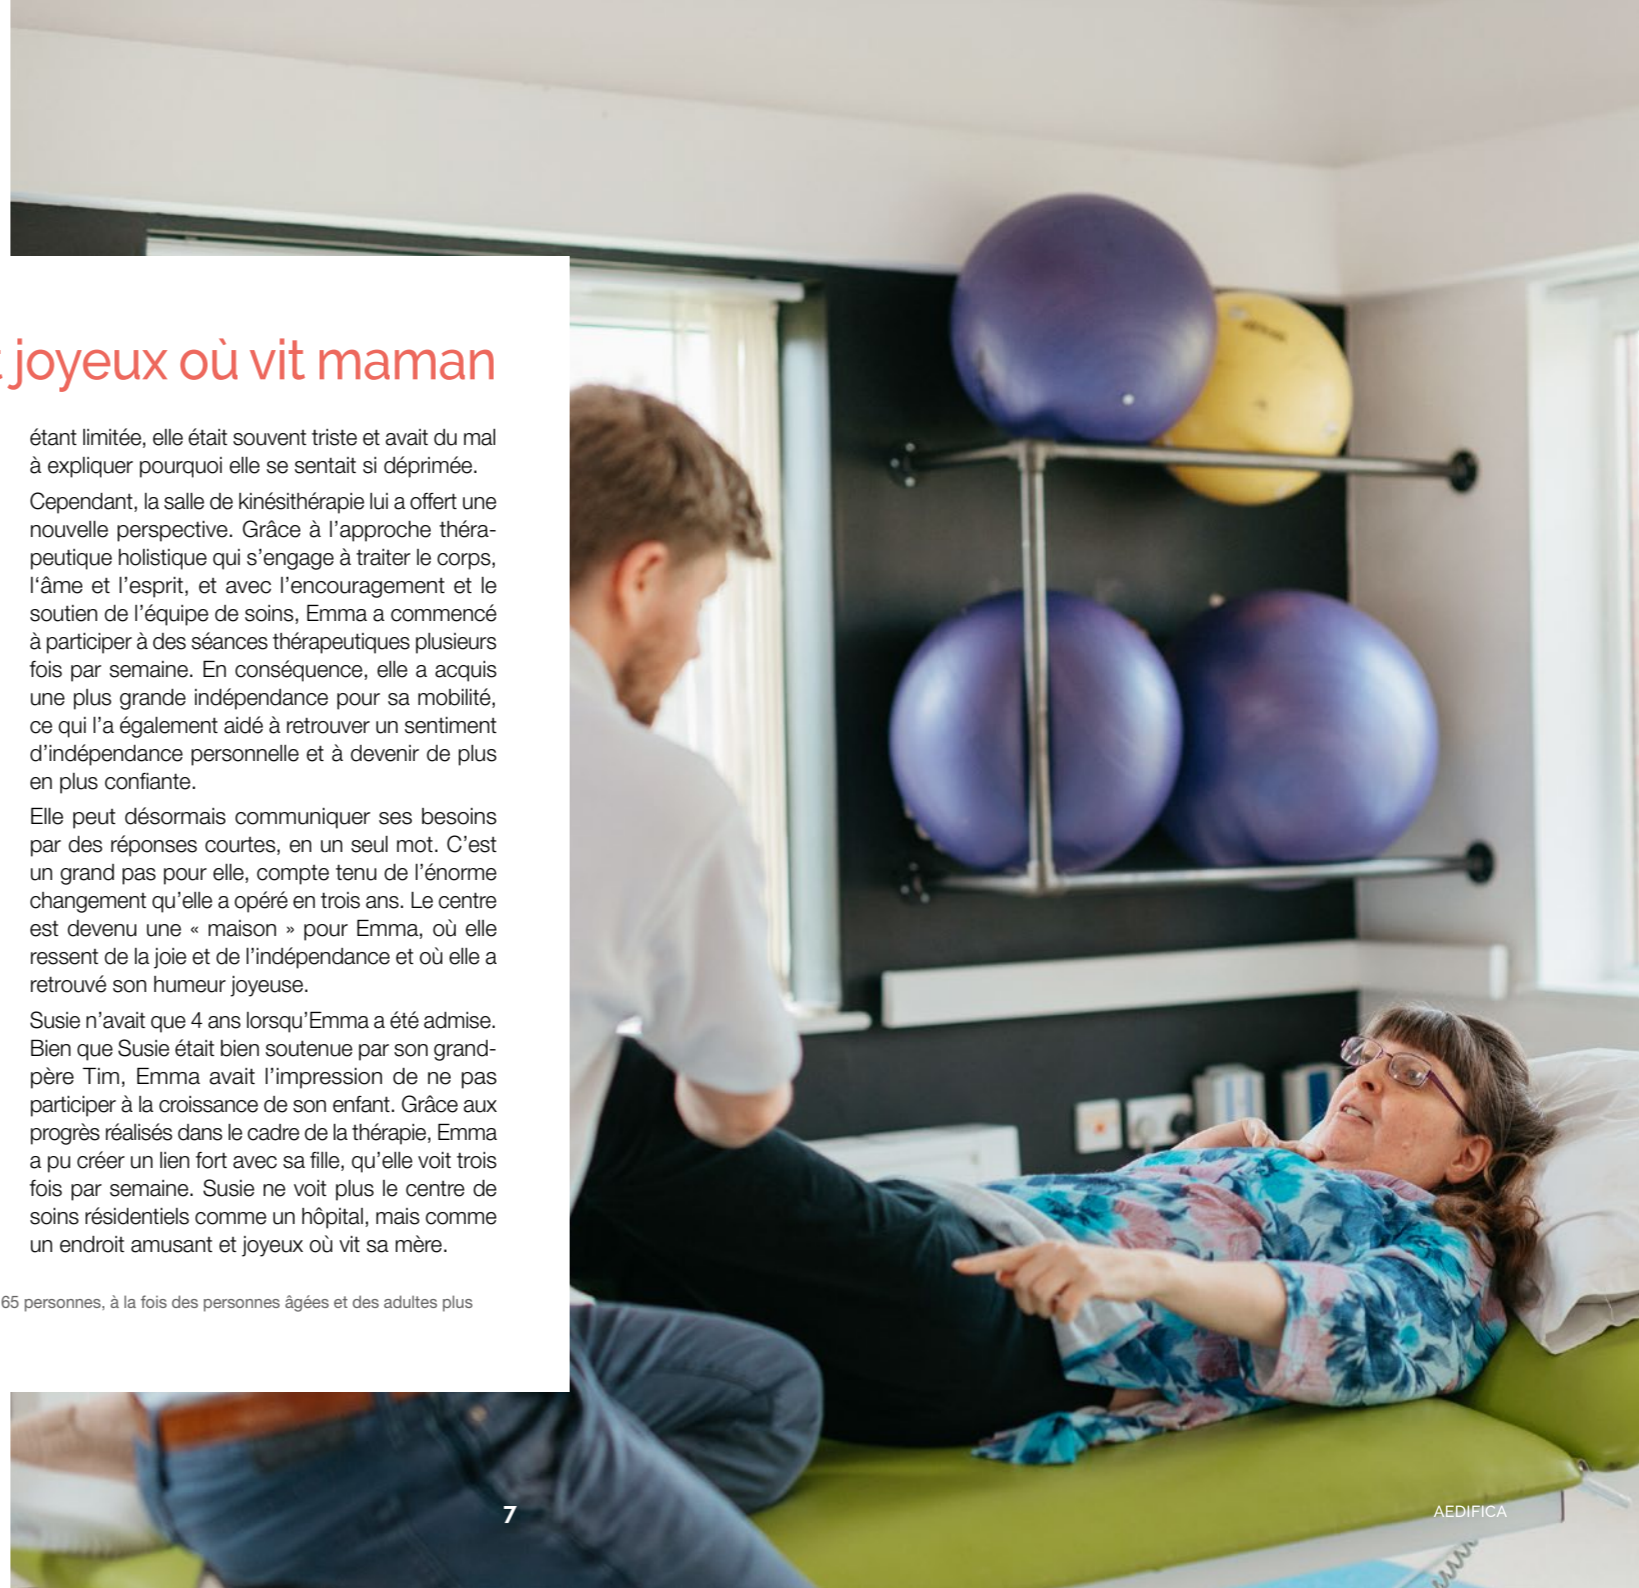 joyeux où vit maman
étant limitée, elle était souvent triste et avait du mal
à expliquer pourquoi elle se sentait si déprimée.
Cependant, la salle de kinésithérapie lui a offert une
nouvelle perspective. Grâce à l’approche théra-
peutique holistique qui s’engage à traiter le corps,
l‘âme et l’esprit, et avec l’encouragement et le
soutien de l’équipe de soins, Emma a commencé
à participer à des séances thérapeutiques plusieurs
fois par semaine. En conséquence, elle a acquis
une plus grande indépendance pour sa mobilité,
ce qui l’a également aidé à retrouver un sentiment
d’indépendance personnelle et à devenir de plus
en plus confiante.
Elle peut désormais communiquer ses besoins
par des réponses courtes, en un seul mot. C’est
un grand pas pour elle, compte tenu de l’énorme
changement qu’elle a opéré en trois ans. Le centre
est devenu une « maison » pour Emma, où elle
ressent de la joie et de l’indépendance et où elle a
retrouvé son humeur joyeuse.
Susie n’avait que 4 ans lorsqu’Emma a été admise.
Bien que Susie était bien soutenue par son grand-
père Tim, Emma avait l’impression de ne pas
participer à la croissance de son enfant. Grâce aux
progrès réalisés dans le cadre de la thérapie, Emma
a pu créer un lien fort avec sa fille, qu’elle voit trois
fois par semaine. Susie ne voit plus le centre de
soins résidentiels comme un hôpital, mais comme
un endroit amusant et joyeux où vit sa mère.
65 personnes, à la fois des personnes âgées et des adultes plus
7
AEDIFICA